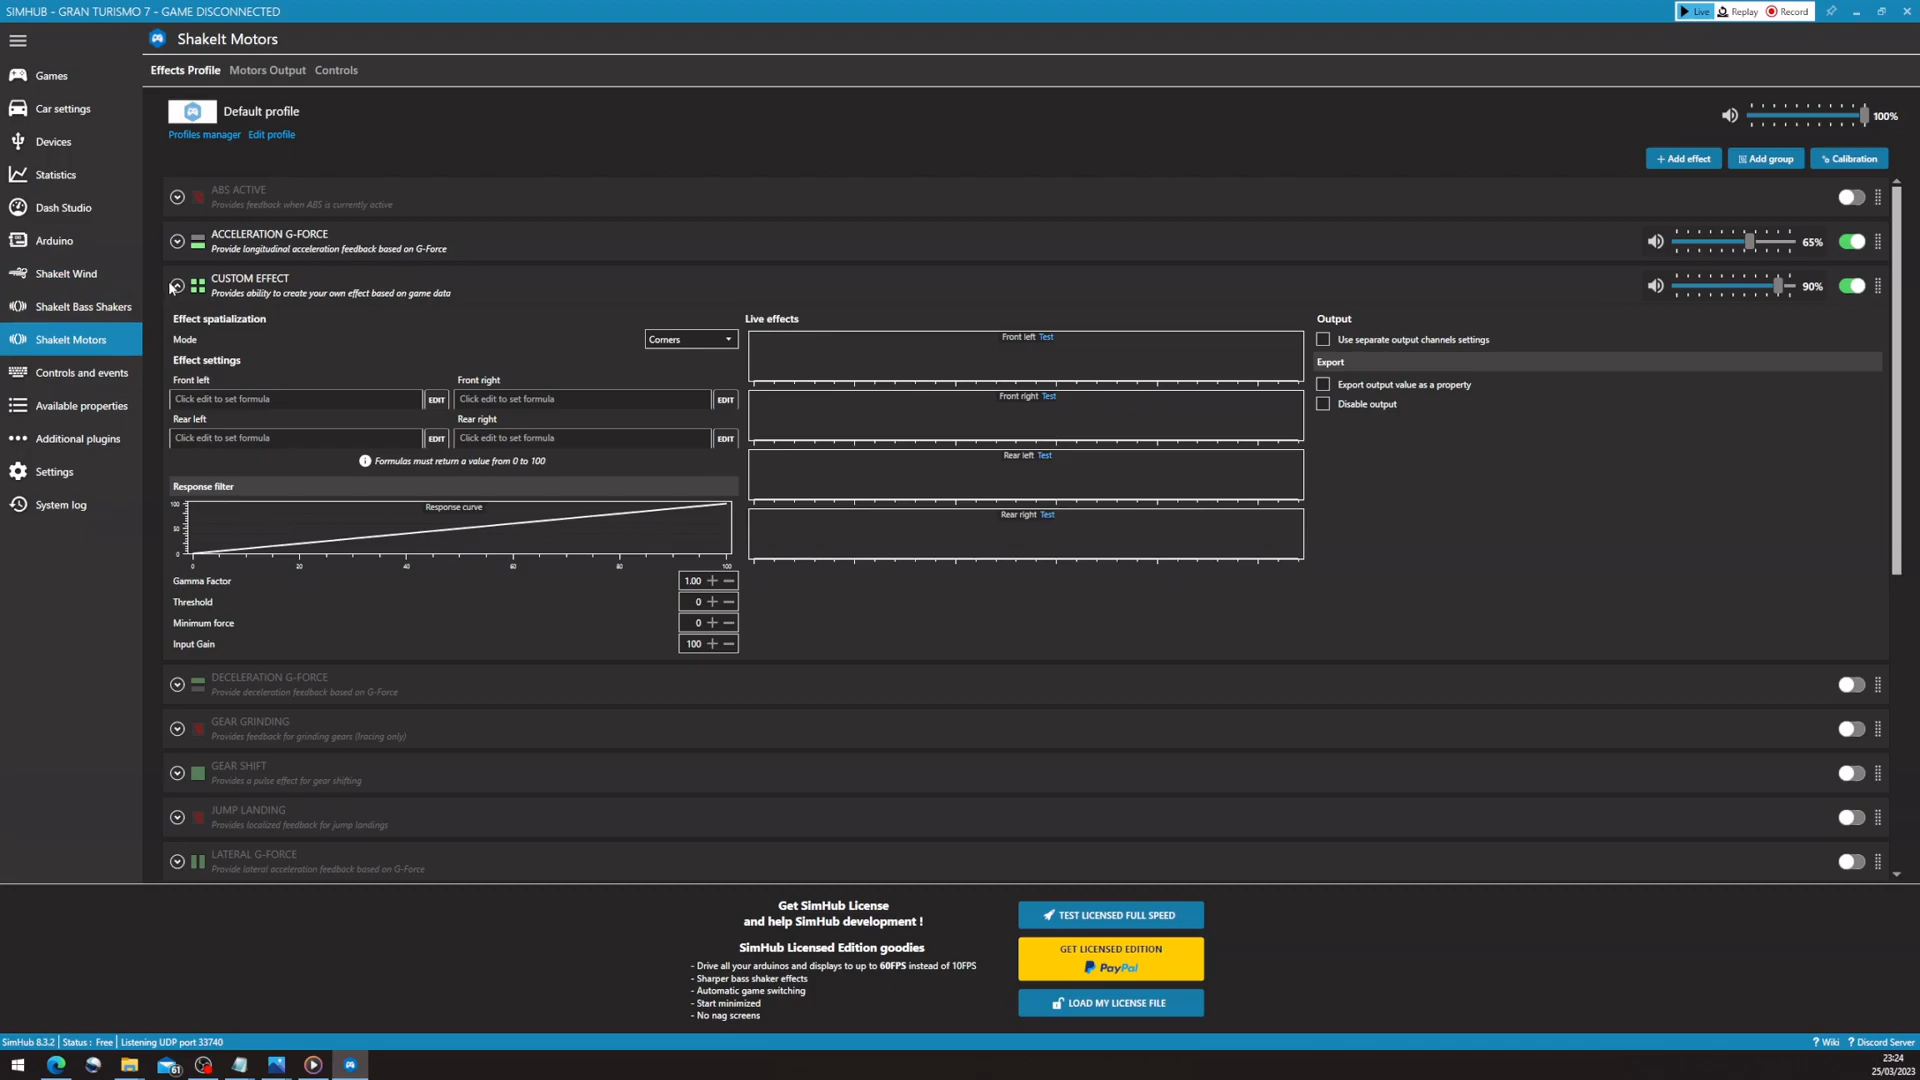 SIMHUB - GRAN TURISMO 7 - GAME DISCONNECTED
Live Replay Record
ShakeIt Motors
Games
Car settings
Devices
Statistics
Dash Studio
Arduino
ShakeIt Wind
ShakeIt Bass Shakers
ShakeIt Motors
Controls and events
Available properties
Additional plugins
Settings
System log
Effects Profile Motors Output Controls
Default profile
Profiles manager Edit profile
100%
+ Add effect Add group Calibration
ABS ACTIVE
Provides feedback when ABS is currently active
ACCELERATION G-FORCE
Provide longitudinal acceleration feedback based on G-Force
65%
CUSTOM EFFECT
Provides ability to create your own effect based on game data
90%
Effect spatialization
Mode Corners
Effect settings
Front left Front right
Click edit to set formula EDIT Click edit to set formula EDIT
Rear left Rear right
Click edit to set formula EDIT Click edit to set formula EDIT
Formulas must return a value from 0 to 100
Response filter
Response curve
100
50
0
0 20 40 60 80 100
Gamma Factor 1.00
Threshold 0
Minimum force 0
Input Gain 100
Live effects
Front left Test
Front right Test
Rear left Test
Rear right Test
Output
Use separate output channels settings
Export
Export output value as a property
Disable output
DECELERATION G-FORCE
Provide deceleration feedback based on G-Force
GEAR GRINDING
Provides feedback for grinding gears (Iracing only)
GEAR SHIFT
Provides a pulse effect for gear shifting
JUMP LANDING
Provides localized feedback for jump landings
LATERAL G-FORCE
Provide lateral acceleration feedback based on G-Force
Get SimHub License
and help SimHub development !
SimHub Licensed Edition goodies
- Drive all your arduinos and displays to up to 60FPS instead of 10FPS
- Sharper bass shaker effects
- Automatic game switching
- Start minimized
- No nag screens
TEST LICENSED FULL SPEED
GET LICENSED EDITION
PayPal
LOAD MY LICENSE FILE
SimHub 8.3.2 | Status : Free | Listening UDP port 33740
? Wiki ? Discord Server
61
23:24
25/03/2023